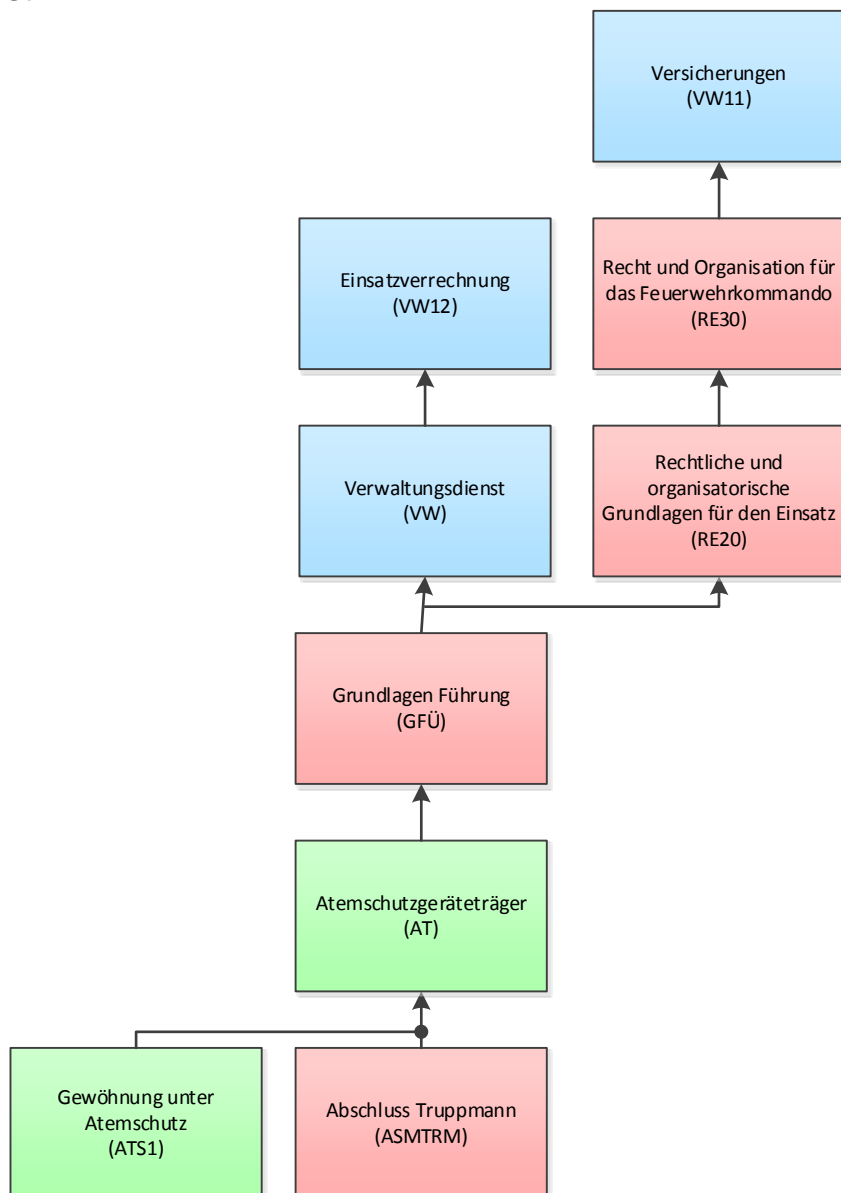 Versicherungen
(VW11)
Einsatzverrechnung
(VW12)
Recht und Organisation für
das Feuerwehrkommando
(RE30)
Verwaltungsdienst
(VW)
Rechtliche und
organisatorische
Grundlagen für den Einsatz
(RE20)
Grundlagen Führung
(GFÜ)
Atemschutzgeräteträger
(AT)
Gewöhnung unter
Atemschutz
(ATS1)
Abschluss Truppmann
(ASMTRM)